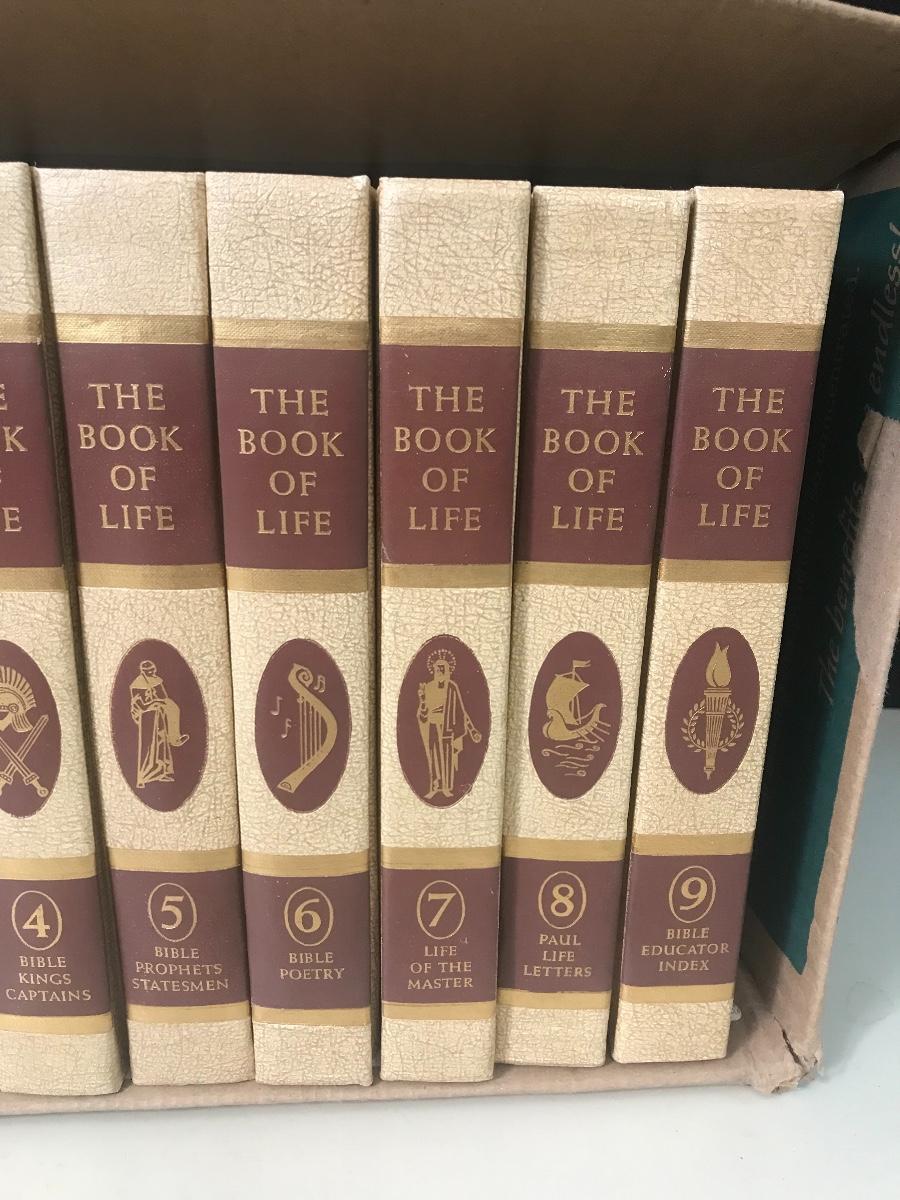 K
E
4
BIBLE
KINGS
CAPTAINS
THE
BOOK
OF
LIFE
5
BIBLE
PROPHETS
STATESMEN
THE
BOOK
OF
LIFE
6
BIBLE
POETRY
THE
BOOK
OF
LIFE
7
LIFE
OF THE
MASTER
THE
BOOK
OF
LIFE
8
PAUL
LIFE
LETTERS
THE
BOOK
OF
LIFE
9
BIBLE
EDUCATOR
INDEX
The benefits endless!